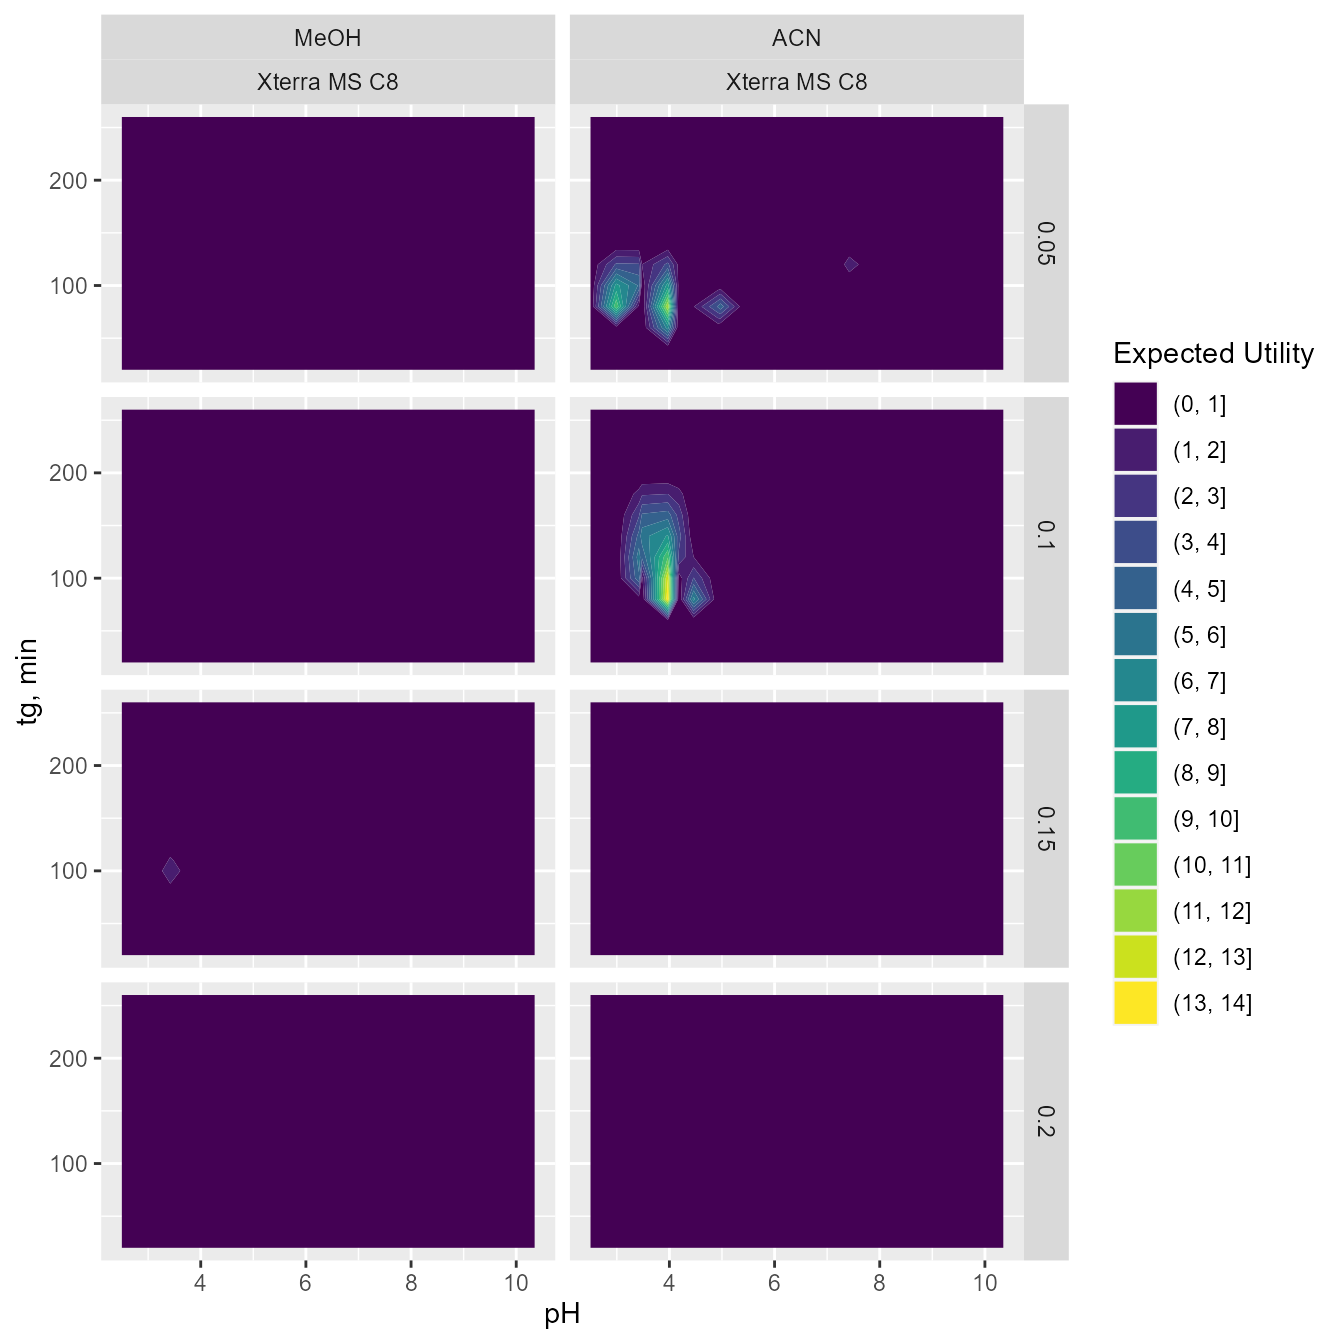 MeOH
ACN
Xterra MS C8
Xterra MS C8
200
100
0.05
200
100
0.1
200
100
0.15
200
100
0.2
4 6 8 10
4 6 8 10
pH
tg, min
Expected Utility
(0, 1]
(1, 2]
(2, 3]
(3, 4]
(4, 5]
(5, 6]
(6, 7]
(7, 8]
(8, 9]
(9, 10]
(10, 11]
(11, 12]
(12, 13]
(13, 14]